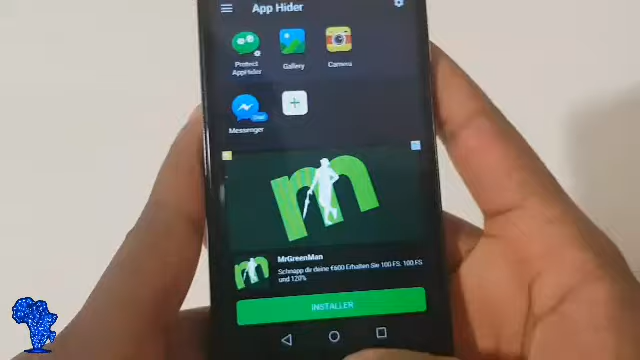 App Hider
Protect
AppHider
Gallery
Camera
Messenger
m
MrGreenMan
Schnapp dir deine €600 Erhalten Sie 100 FS. 100 FS
und 120%
m
INSTALLER